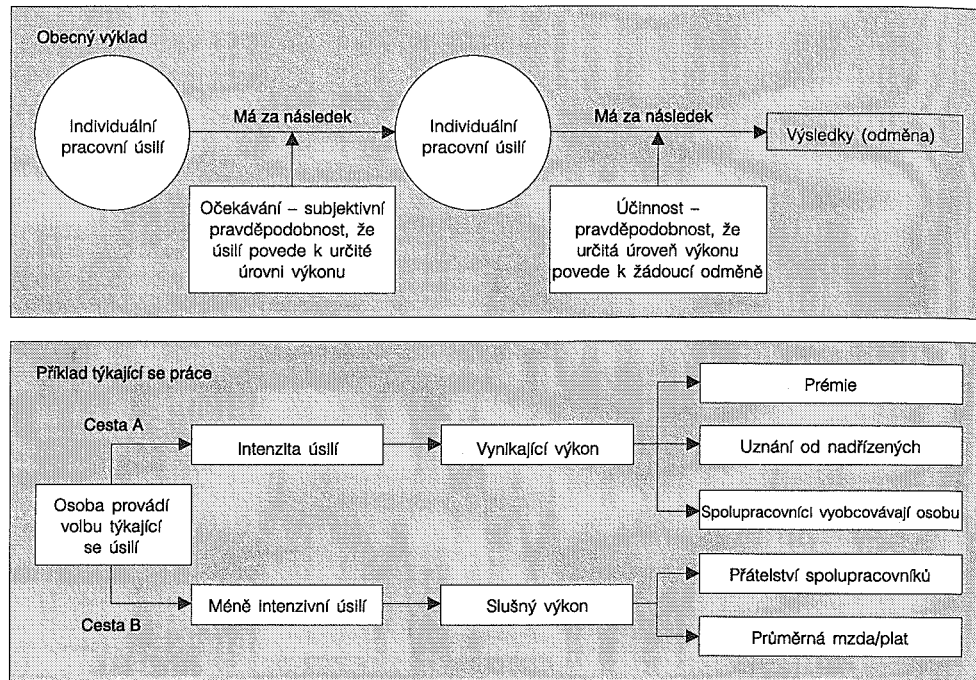 Obecný výklad
Individuální
pracovní úsilí
Má za následek
Individuální
pracovní úsilí
Má za následek
Výsledky (odměna)
Očekávání – subjektivní
pravděpodobnost, že
úsilí povede k určité
úrovni výkonu
Účinnost –
pravděpodobnost, že
určitá úroveň výkonu
povede k žádoucí odměně
Příklad týkající se práce
Cesta A
Intenzita úsilí
Vynikající výkon
Prémie
Uznání od nadřízených
Spolupracovníci vyobcovávají osobu
Osoba provádí
volbu týkající
se úsilí
Cesta B
Méně intenzivní úsilí
Slušný výkon
Přátelství spolupracovníků
Průměrná mzda/plat